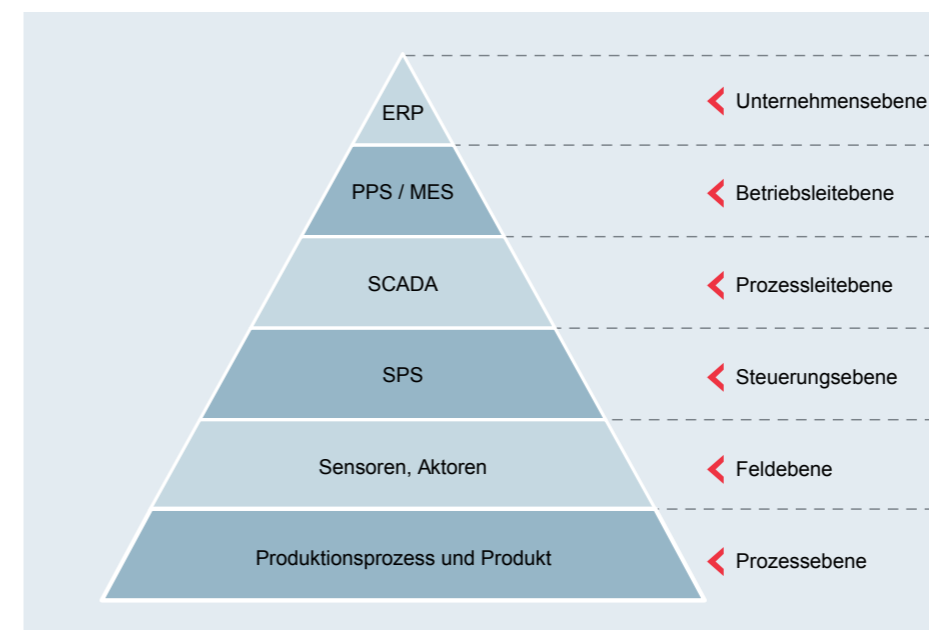 ERP
Unternehmensebene
PPS / MES
Betriebsleitebene
SCADA
Prozessleitebene
SPS
Steuerungsebene
Sensoren, Aktoren
Feldebene
Produktionsprozess und Produkt
Prozessebene